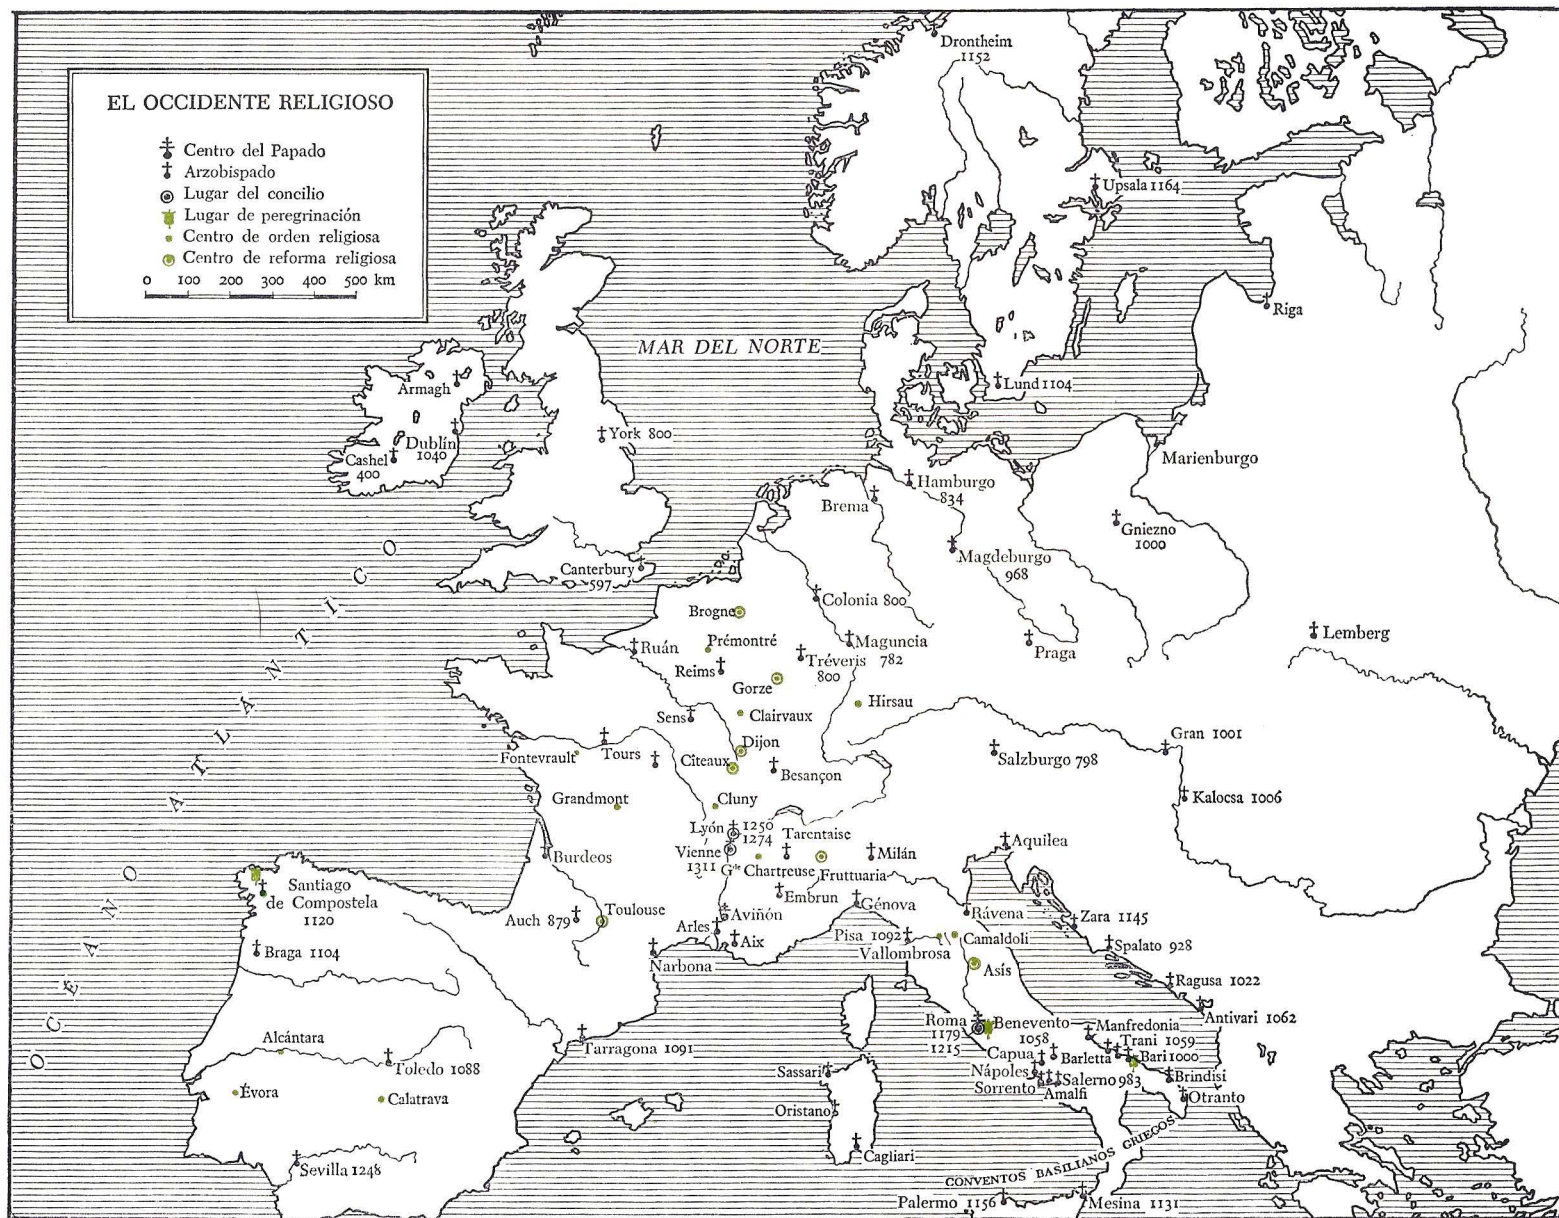 EL OCCIDENTE RELIGIOSO
Centro del Papado
Arzobispado
Lugar del concilio
Lugar de peregrinación
Centro de orden religiosa
Centro de reforma religiosa
0 100 200 300 400 500 km
Drontheim
1152
Upsala 1164
Riga
MAR DEL NORTE
Lund 1104
Armagh
Dublín
1040
Cashel
400
York 800
Marienburgo
Hamburgo
834
Brema
Gniezno
1000
Magdeburgo
968
Canterbury
597
Colonia 800
Brogne
Lemberg
Ruán
Prémontré
Maguncia
782
Praga
Reims
Tréveris
800
Gorze
Hirsau
Sens
Clairvaux
Fontevrault
Tours
Dijon
Citeaux
Besançon
Salzburgo 798
Gran 1001
Grandmont
Cluny
Kalocsa 1006
Lyón
1250
1274
Vienne
1311
Tarentaise
Gde Chartreuse
Fruttuaria
Milán
Aquilea
Burdeos
Embrun
Génova
Santiago
de Compostela
1120
Auch 879
Toulouse
Aviñón
Arles
Aix
Rávena
Zara 1145
Braga 1104
Narbona
Pisa 1092
Vallombrosa
Camaldoli
Spalato 928
Asís
Ragusa 1022
Antivari 1062
Roma
1179
1215
Benevento
1058
Manfredonia
Trani 1059
Capua
Barletta
Bari 1000
Alcántara
Toledo 1088
Tarragona 1091
Sassari
Nápoles
Sorrento
Salerno 983
Amalfi
Brindisi
Otranto
Évora
Calatrava
Oristano
Sevilla 1248
Cagliari
CONVENTOS BASILIANOS GRIEGOS
Palermo 1156
Mesina 1131
OCEANO ATLÁNTICO